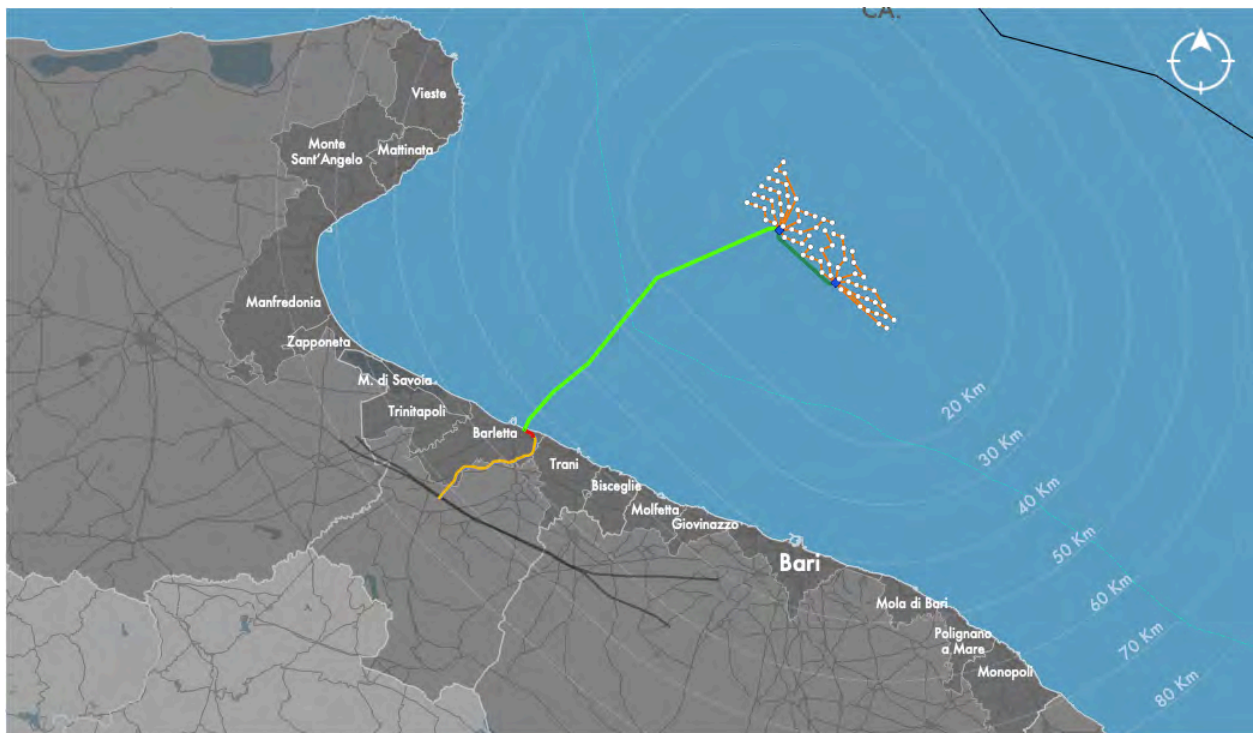 CA.
Vieste
Monte
Sant'Angelo
Mattinata
Manfredonia
Zapponeta
M. di Savoia
Trinitapoli
Barletta
Trani
Bisceglie
Molfetta
Giovinazzo
Bari
Mola di Bari
Polignano
a Mare
Monopoli
20 Km
30 Km
40 Km
50 Km
60 Km
70 Km
80 Km